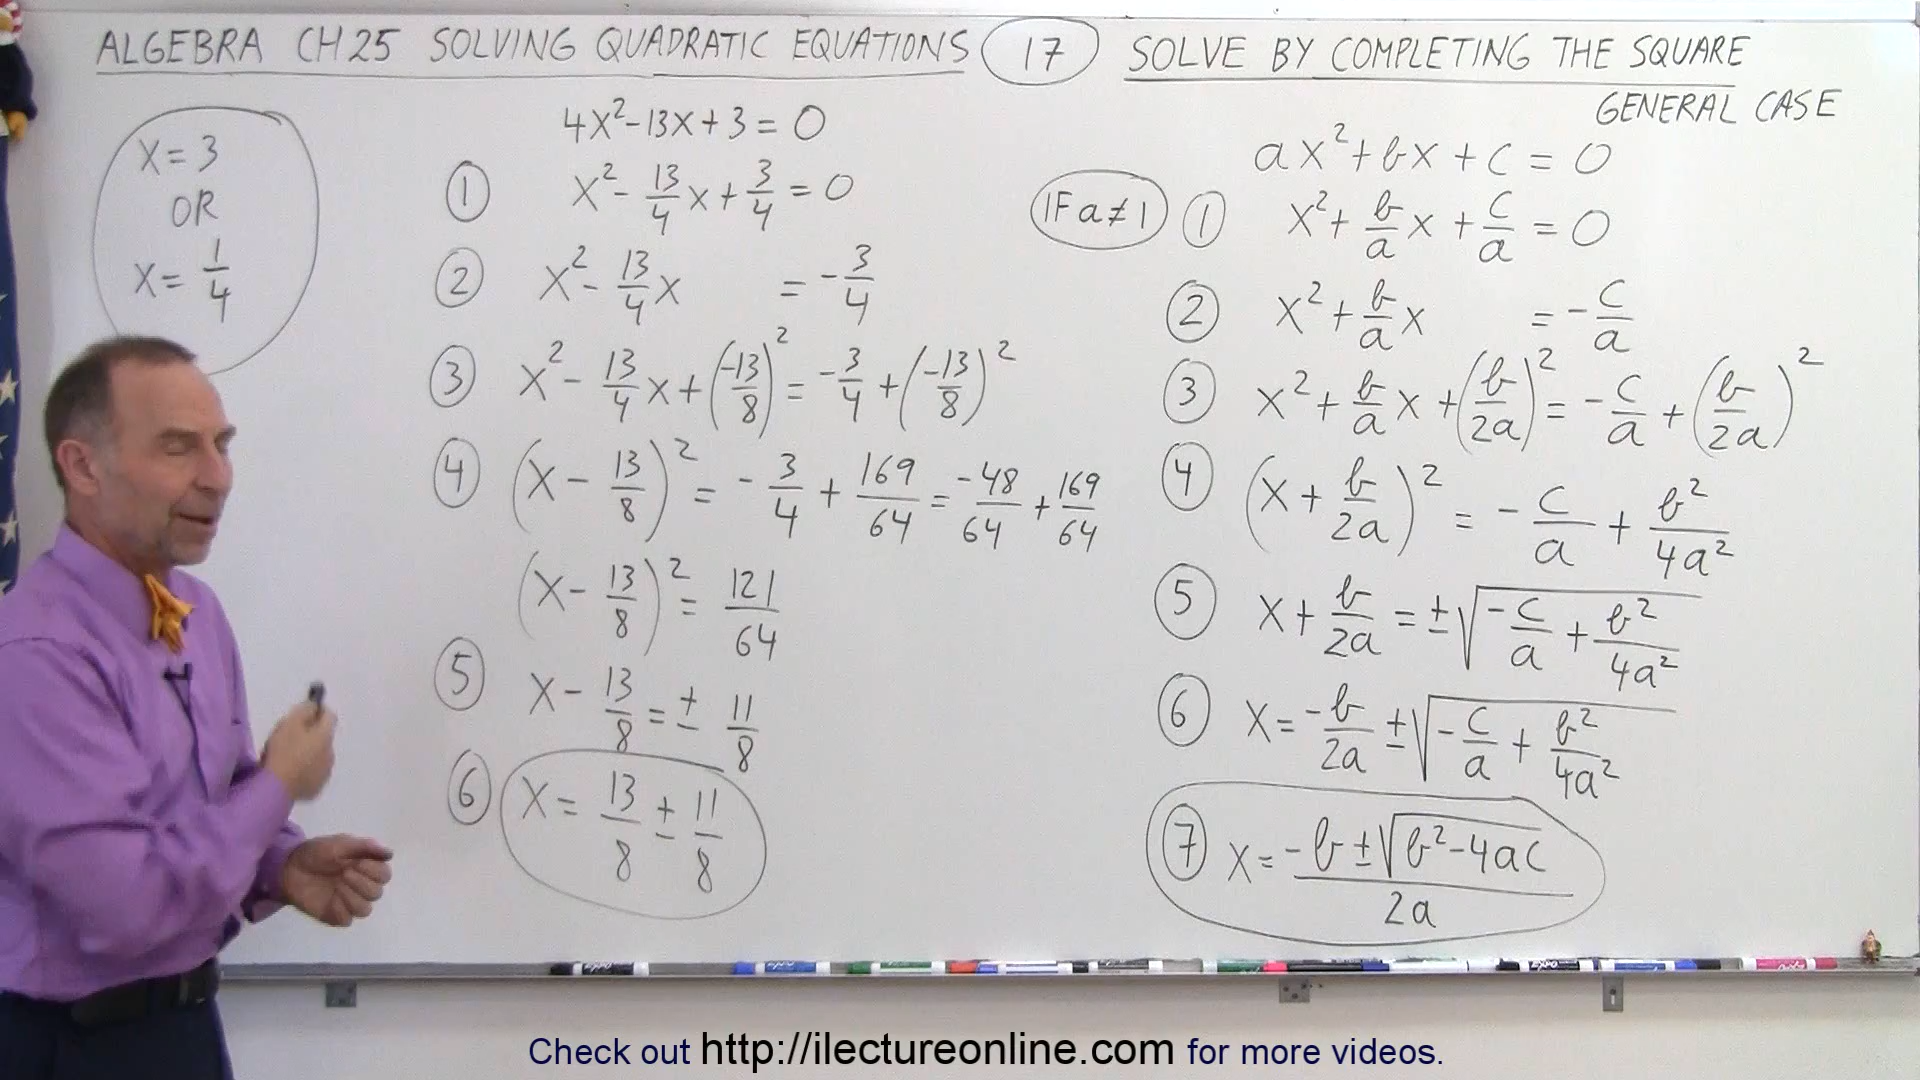 ALGEBRA CH 25 SOLVING QUADRATIC EQUATIONS 17 SOLVE BY COMPLETING THE SQUARE
GENERAL CASE
X = 3
OR
X = 1/4
4X² - 13X + 3 = 0
① X² - 13/4 X + 3/4 = 0
② X² - 13/4 X = - 3/4
③ X² - 13/4 X + (-13/8)² = - 3/4 + (-13/8)²
④ (X - 13/8)² = - 3/4 + 169/64 = -48/64 + 169/64
(X - 13/8)² = 121/64
⑤ X - 13/8 = ± 11/8
⑥ X = 13/8 ± 11/8
aX² + bX + C = 0
IF a ≠ 1 ① X² + b/a X + C/a = 0
② X² + b/a X = - C/a
③ X² + b/a X + (b/2a)² = - C/a + (b/2a)²
④ (X + b/2a)² = - C/a + b²/4a²
⑤ X + b/2a = ±√(-C/a + b²/4a²)
⑥ X = -b/2a ± √(-C/a + b²/4a²)
⑦ X = (-b ± √(b² - 4aC))/2a
Check out http://ilectureonline.com for more videos.